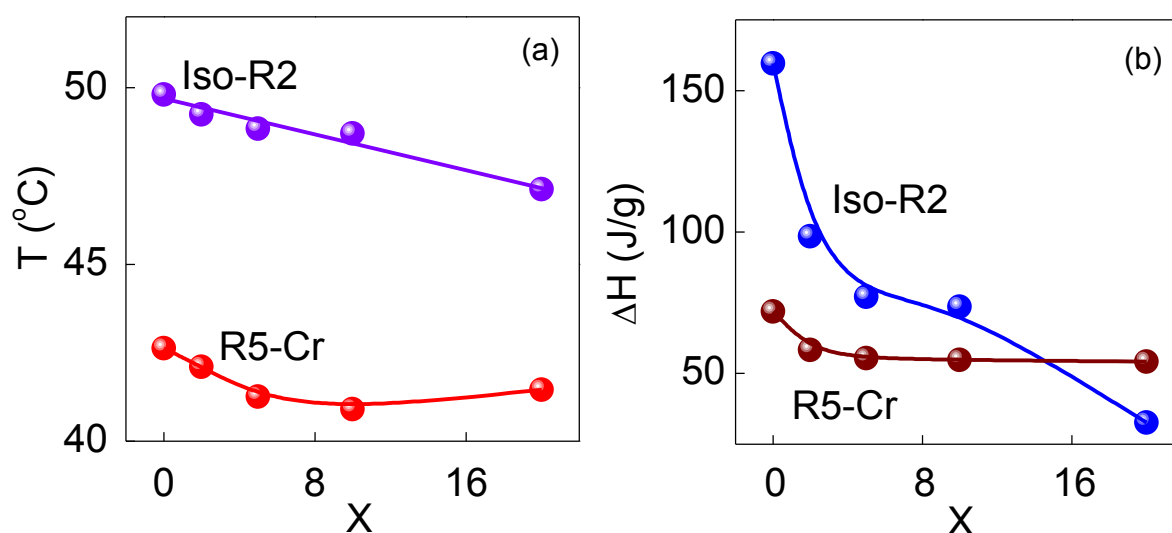 (a)
Iso-R2
R5-Cr
50
45
40
T (°C)
0 8 16
X
(b)
Iso-R2
R5-Cr
150
100
50
ΔH (J/g)
0 8 16
X